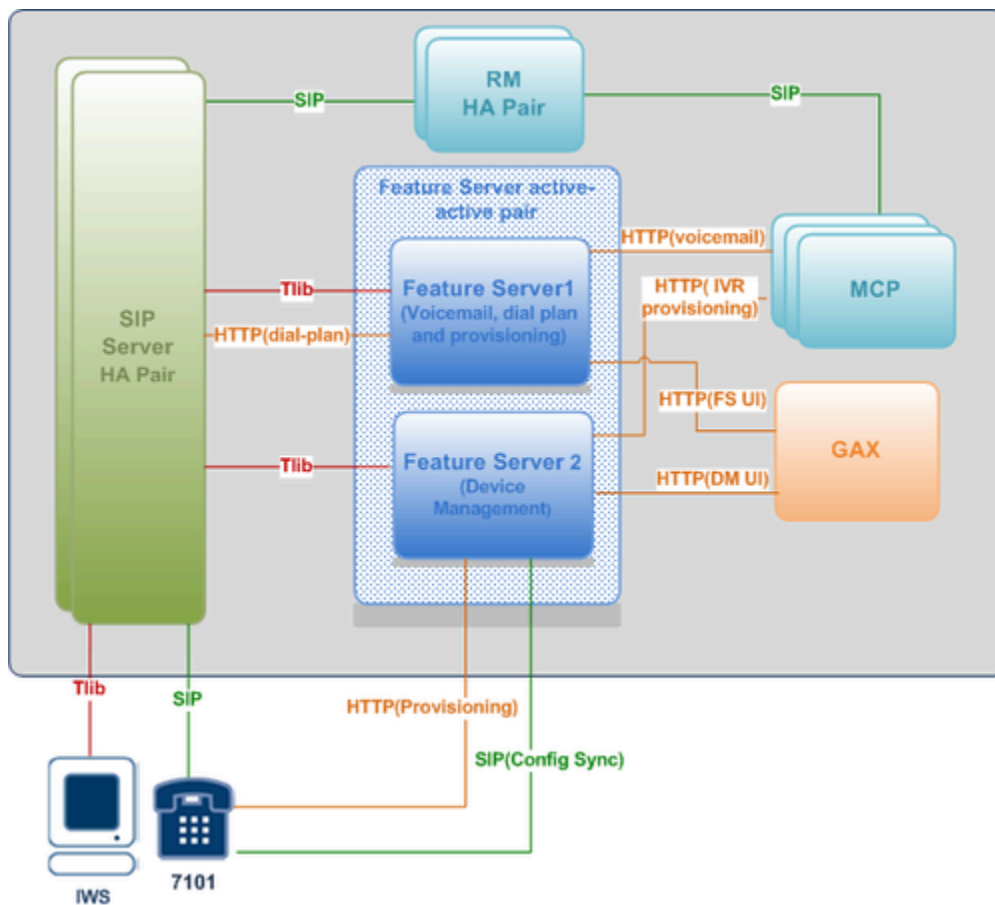 RM
HA Pair
SIP
SIP
Feature Server active-
active pair
HTTP(voicemail)
Tlib
Feature Server1
(Voicemail, dial plan
and provisioning)
HTTP( IVR
provisioning)
MCP
SIP
Server
HA Pair
HTTP(dial-plan)
HTTP(FS UI)
GAX
Tlib
Feature Server 2
(Device
Management)
HTTP(DM UI)
Tlib
SIP
HTTP(Provisioning)
SIP(Config Sync)
7101
IWS